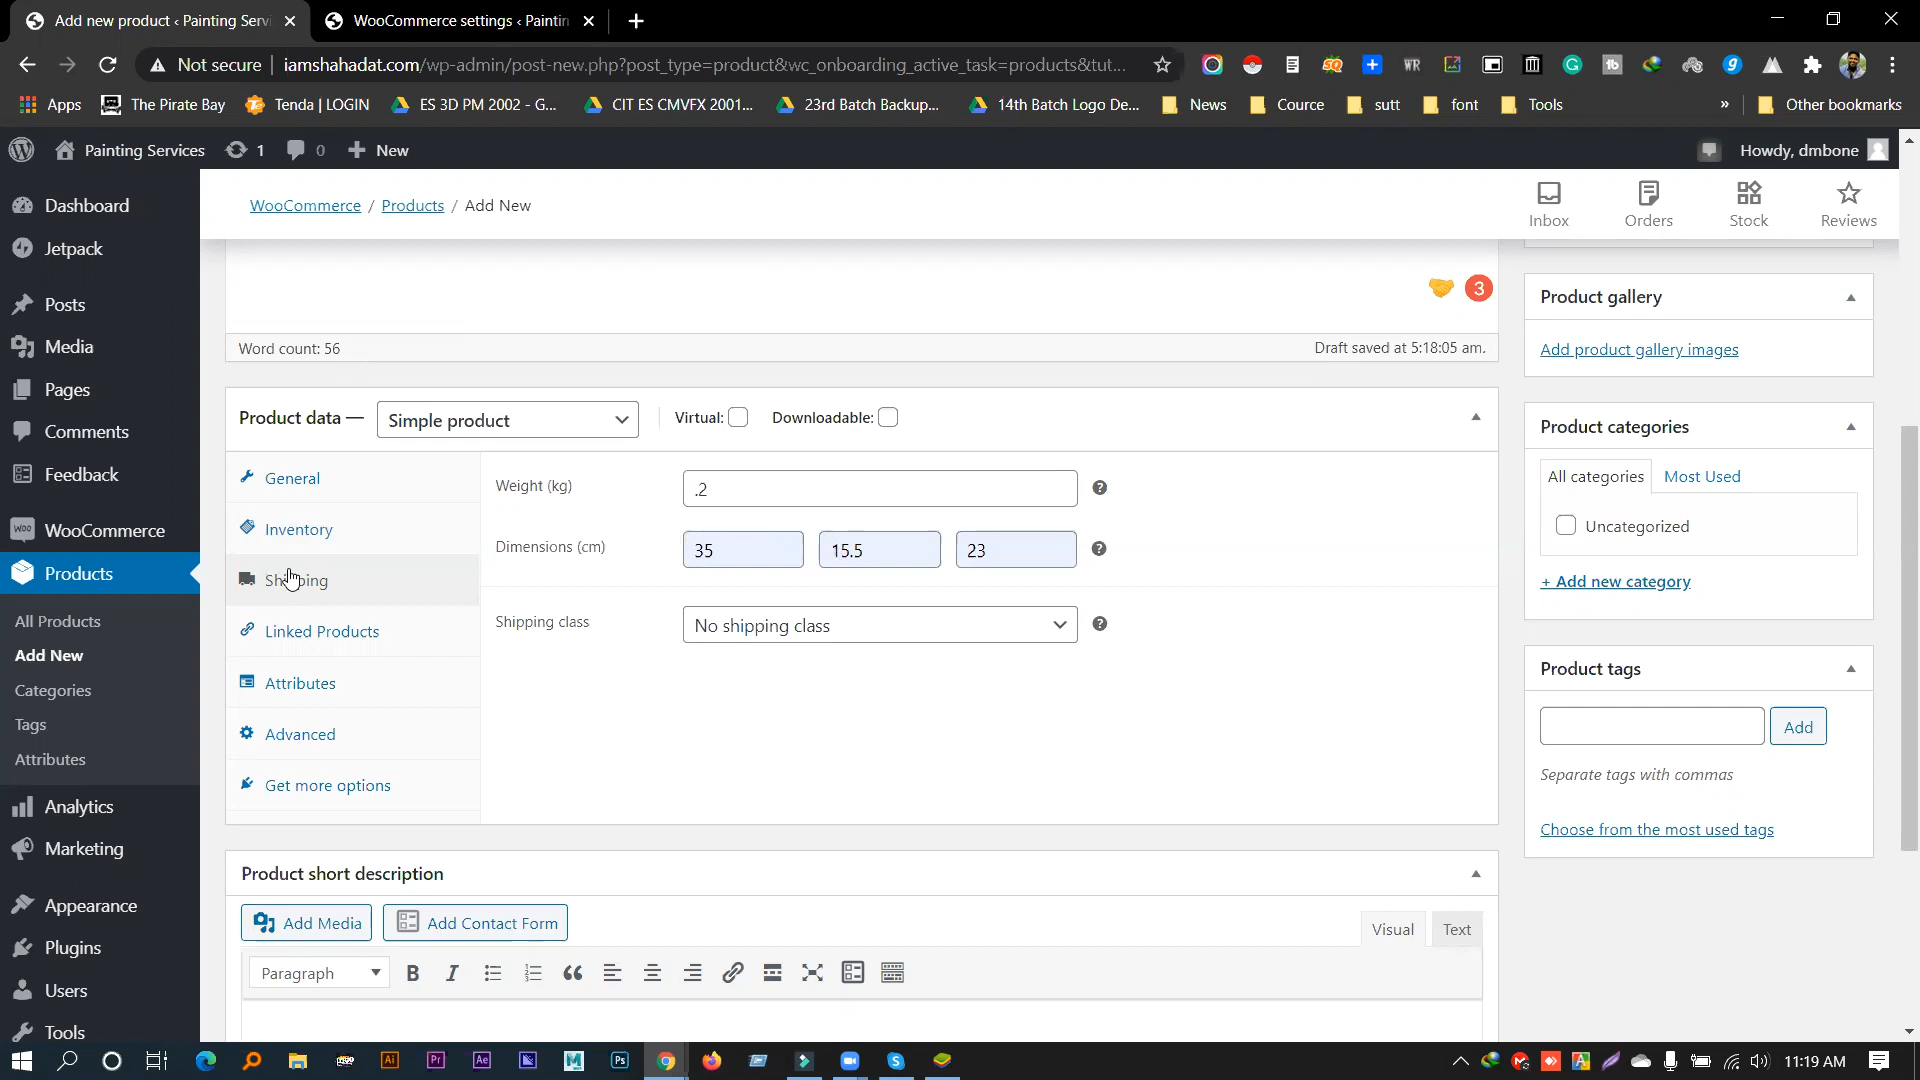 Add new product ‹ Painting Servi
WooCommerce settings ‹ Paintin
Not secure
iamshahadat.com/wp-admin/post-new.php?post_type=product&wc_onboarding_active_task=products&tut...
Apps
The Pirate Bay
Tenda | LOGIN
ES 3D PM 2002 - G...
CIT ES CMVFX 2001...
23rd Batch Backup...
14th Batch Logo De...
News
Cource
sutt
font
Tools
»
Other bookmarks
Painting Services
1
0
New
Howdy, dmbone
Dashboard
Jetpack
Posts
Media
Pages
Comments
Feedback
WooCommerce
Products
All Products
Add New
Categories
Tags
Attributes
Analytics
Marketing
Appearance
Plugins
Users
Tools
WooCommerce / Products / Add New
Inbox
Orders
Stock
Reviews
3
Word count: 56
Draft saved at 5:18:05 am.
Product data —
Simple product
Virtual:
Downloadable:
General
Inventory
Shipping
Linked Products
Attributes
Advanced
Get more options
Weight (kg)
.2
Dimensions (cm)
35
15.5
23
Shipping class
No shipping class
Product short description
Add Media
Add Contact Form
Visual
Text
Paragraph
Product gallery
Add product gallery images
Product categories
All categories
Most Used
Uncategorized
+ Add new category
Product tags
Add
Separate tags with commas
Choose from the most used tags
11:19 AM